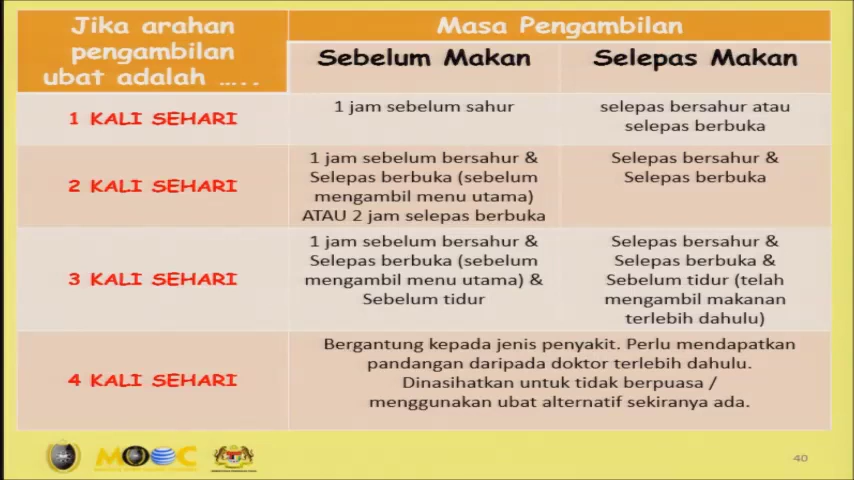 Jika arahan
pengambilan
ubat adalah …..
Masa Pengambilan
Sebelum Makan
Selepas Makan
1 KALI SEHARI
1 jam sebelum sahur
selepas bersahur atau
selepas berbuka
2 KALI SEHARI
1 jam sebelum bersahur &
Selepas berbuka (sebelum
mengambil menu utama)
ATAU 2 jam selepas berbuka
Selepas bersahur &
Selepas berbuka
3 KALI SEHARI
1 jam sebelum bersahur &
Selepas berbuka (sebelum
mengambil menu utama) &
Sebelum tidur
Selepas bersahur &
Selepas berbuka &
Sebelum tidur (telah
mengambil makanan
terlebih dahulu)
4 KALI SEHARI
Bergantung kepada jenis penyakit. Perlu mendapatkan
pandangan daripada doktor terlebih dahulu.
Dinasihatkan untuk tidak berpuasa /
menggunakan ubat alternatif sekiranya ada.
MOOC
40